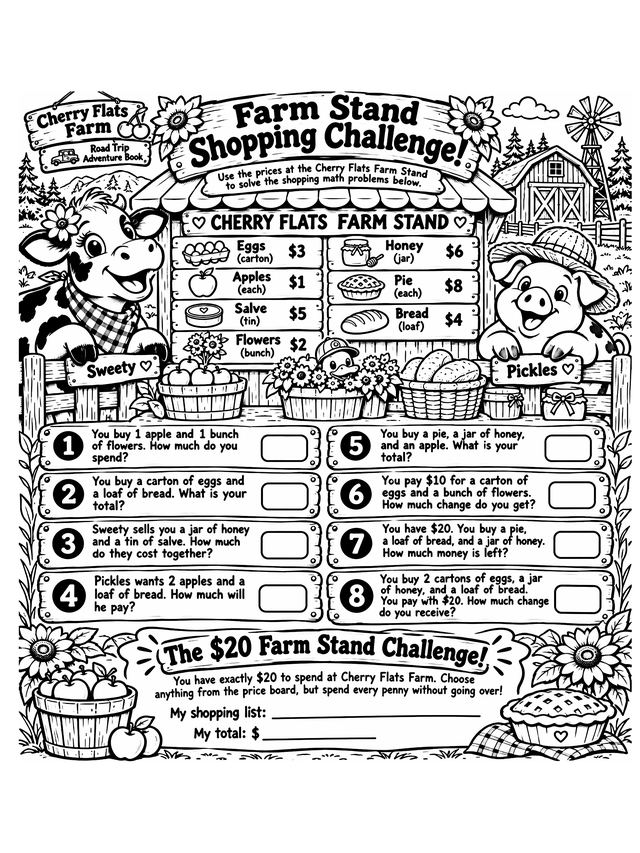 Cherry Flats
Farm
Road Trip
Adventure Book
Farm Stand
Shopping Challenge!
Use the prices at the Cherry Flats Farm Stand
to solve the shopping math problems below.
CHERRY FLATS FARM STAND
Eggs
(carton)
$3
Apples
(each)
$1
Salve
(tin)
$5
Flowers
(bunch)
$2
Honey
(jar)
$6
Pie
(each)
$8
Bread
(loaf)
$4
Sweety
Pickles
1
You buy 1 apple and 1 bunch
of flowers. How much do you
spend?
2
You buy a carton of eggs and
a loaf of bread. What is your
total?
3
Sweety sells you a jar of honey
and a tin of salve. How much
do they cost together?
4
Pickles wants 2 apples and a
loaf of bread. How much will
he pay?
5
You buy a pie, a jar of honey,
and an apple. What is your
total?
6
You pay $10 for a carton of
eggs and a bunch of flowers.
How much change do you get?
7
You have $20. You buy a pie,
a loaf of bread, and a jar of honey.
How much money is left?
8
You buy 2 cartons of eggs, a jar
of honey, and a loaf of bread.
You pay with $20. How much change
do you receive?
The $20 Farm Stand Challenge!
You have exactly $20 to spend at Cherry Flats Farm. Choose
anything from the price board, but spend every penny without going over!
My shopping list:
My total: $